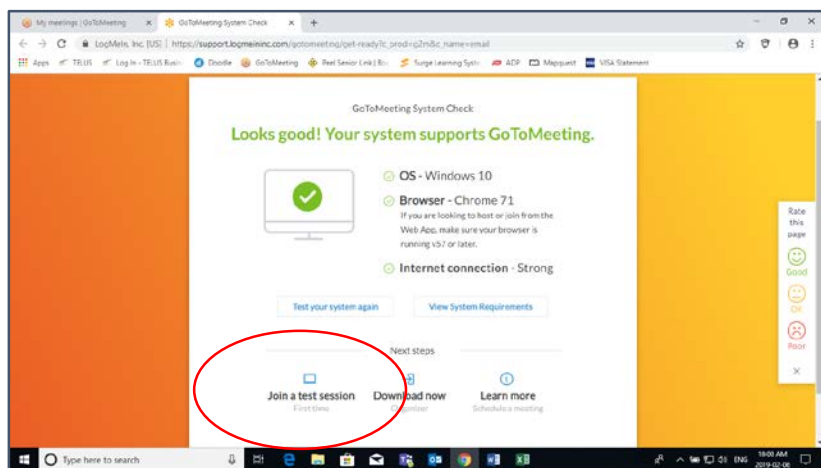 My meetings | GoToMeeting
GoToMeeting System Check
LogMeIn, Inc. [US] | https://support.logmeininc.com/gotomeeting/get-ready?c_prod=g2m&c_name=email
Apps TELUS Log In - TELUS Busin Doodle GoToMeeting Peel Senior Link | Surge Learning Syste ADP Mapquest VISA Statement
GoToMeeting System Check
Looks good! Your system supports GoToMeeting.
OS - Windows 10
Browser - Chrome 71
If you are looking to host or join from the
Web App, make sure your browser is
running v57 or later.
Internet connection - Strong
Test your system again View System Requirements
Next steps
Join a test session Download now Learn more
First time Organizer Schedule a meeting
Rate
this
page
Good
OK
Poor
Type here to search
ENG
AM
2019-02-08